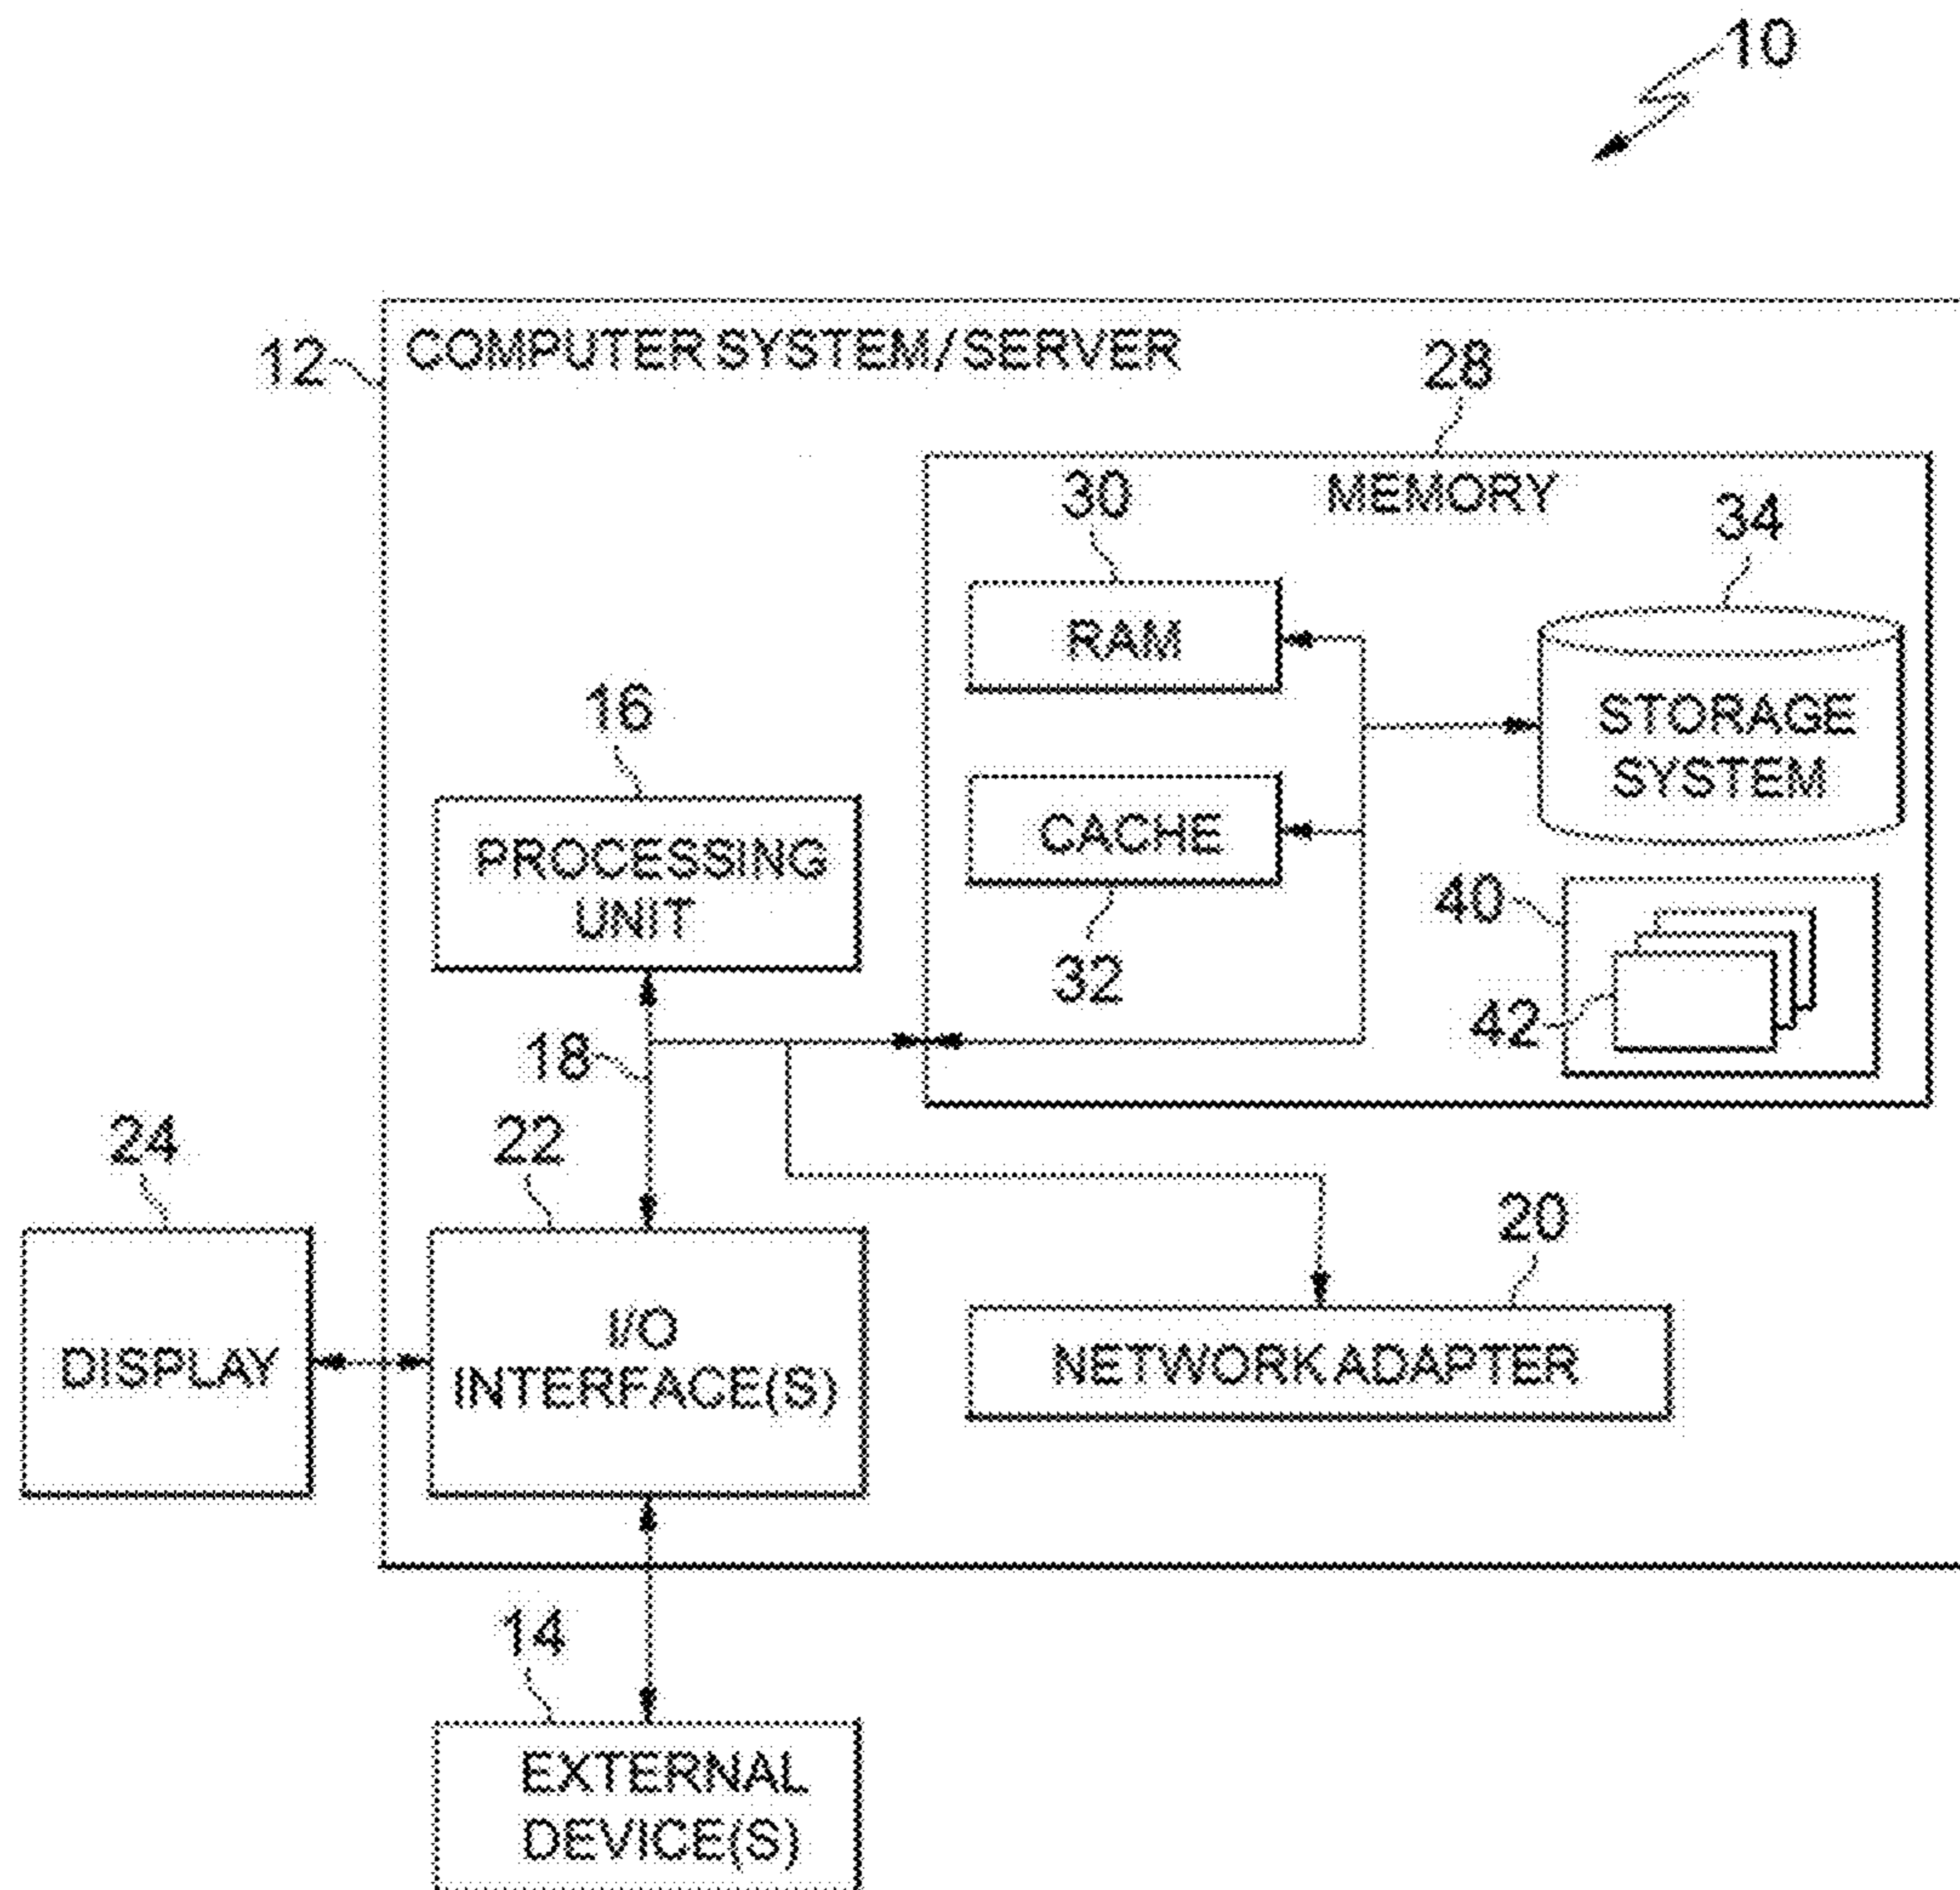 10
12
COMPUTER SYSTEM/SERVER
28
MEMORY
30
34
RAM
STORAGE
SYSTEM
16
PROCESSING
UNIT
CACHE
32
40
42
18
24
22
20
DISPLAY
I/O
INTERFACE(S)
NETWORK ADAPTER
14
EXTERNAL
DEVICE(S)